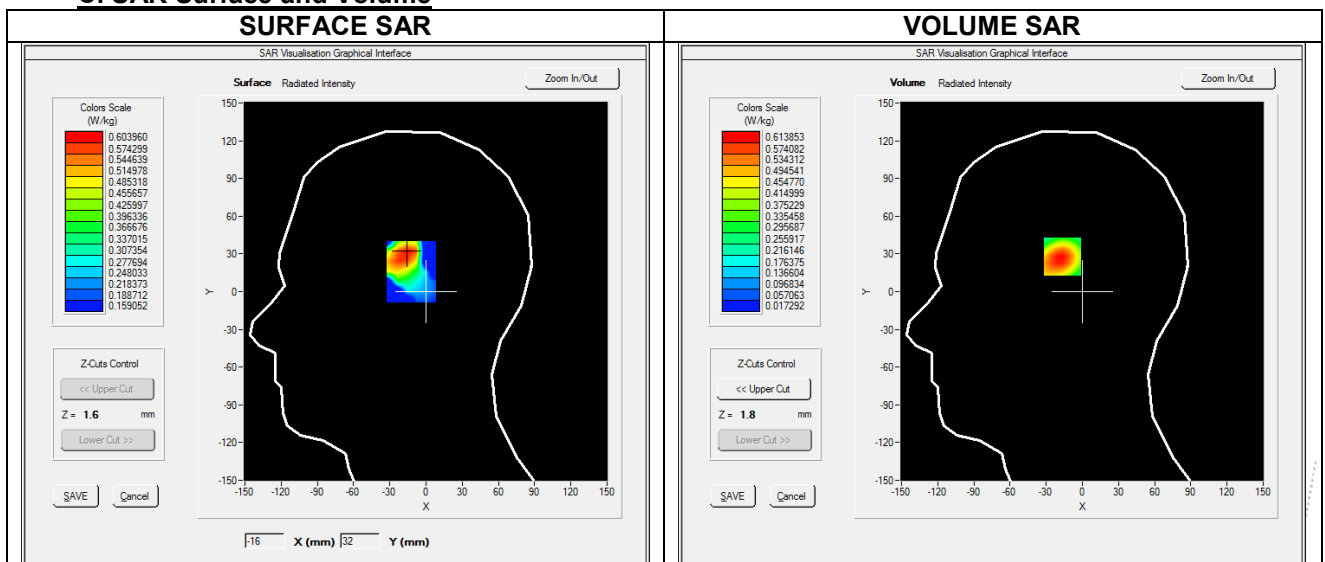 C. SAR Surface and Volume
SURFACE SAR
SAR Visualisation Graphical Interface
Surface Radiated Intensity
Zoom In/Out
Colors Scale
(W/kg)
0.603960
0.574299
0.544639
0.514978
0.485318
0.455657
0.425997
0.396336
0.366676
0.337015
0.307354
0.277694
0.248033
0.218373
0.188712
0.159052
Z-Cuts Control
<< Upper Cut
Z = 1.6 mm
Lower Cut >>
SAVE Cancel
150
120
90
60
30
0
-30
-60
-90
-120
-150
Y
-150 -120 -90 -60 -30 0 30 60 90 120 150
X
-16 X (mm) 32 Y (mm)
VOLUME SAR
SAR Visualisation Graphical Interface
Volume Radiated Intensity
Zoom In/Out
Colors Scale
(W/kg)
0.613853
0.574082
0.534312
0.494541
0.454770
0.414999
0.375229
0.335458
0.295687
0.255917
0.216146
0.176375
0.136604
0.096834
0.057063
0.017292
Z-Cuts Control
<< Upper Cut
Z = 1.8 mm
Lower Cut >>
SAVE Cancel
150
120
90
60
30
0
-30
-60
-90
-120
-150
Y
-150 -120 -90 -60 -30 0 30 60 90 120 150
X